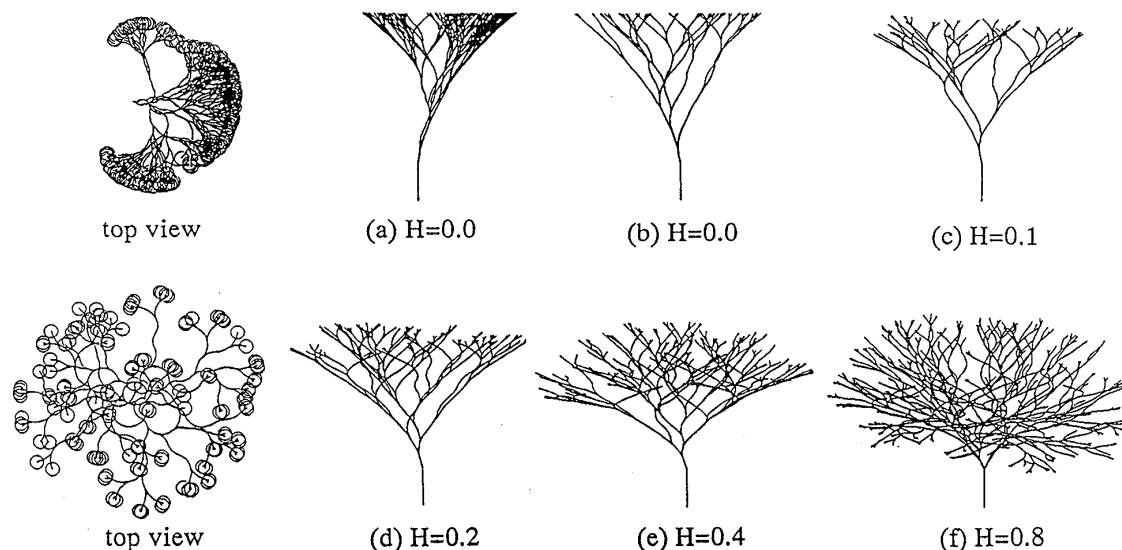 top view
(a) H=0.0
(b) H=0.0
(c) H=0.1
top view
(d) H=0.2
(e) H=0.4
(f) H=0.8